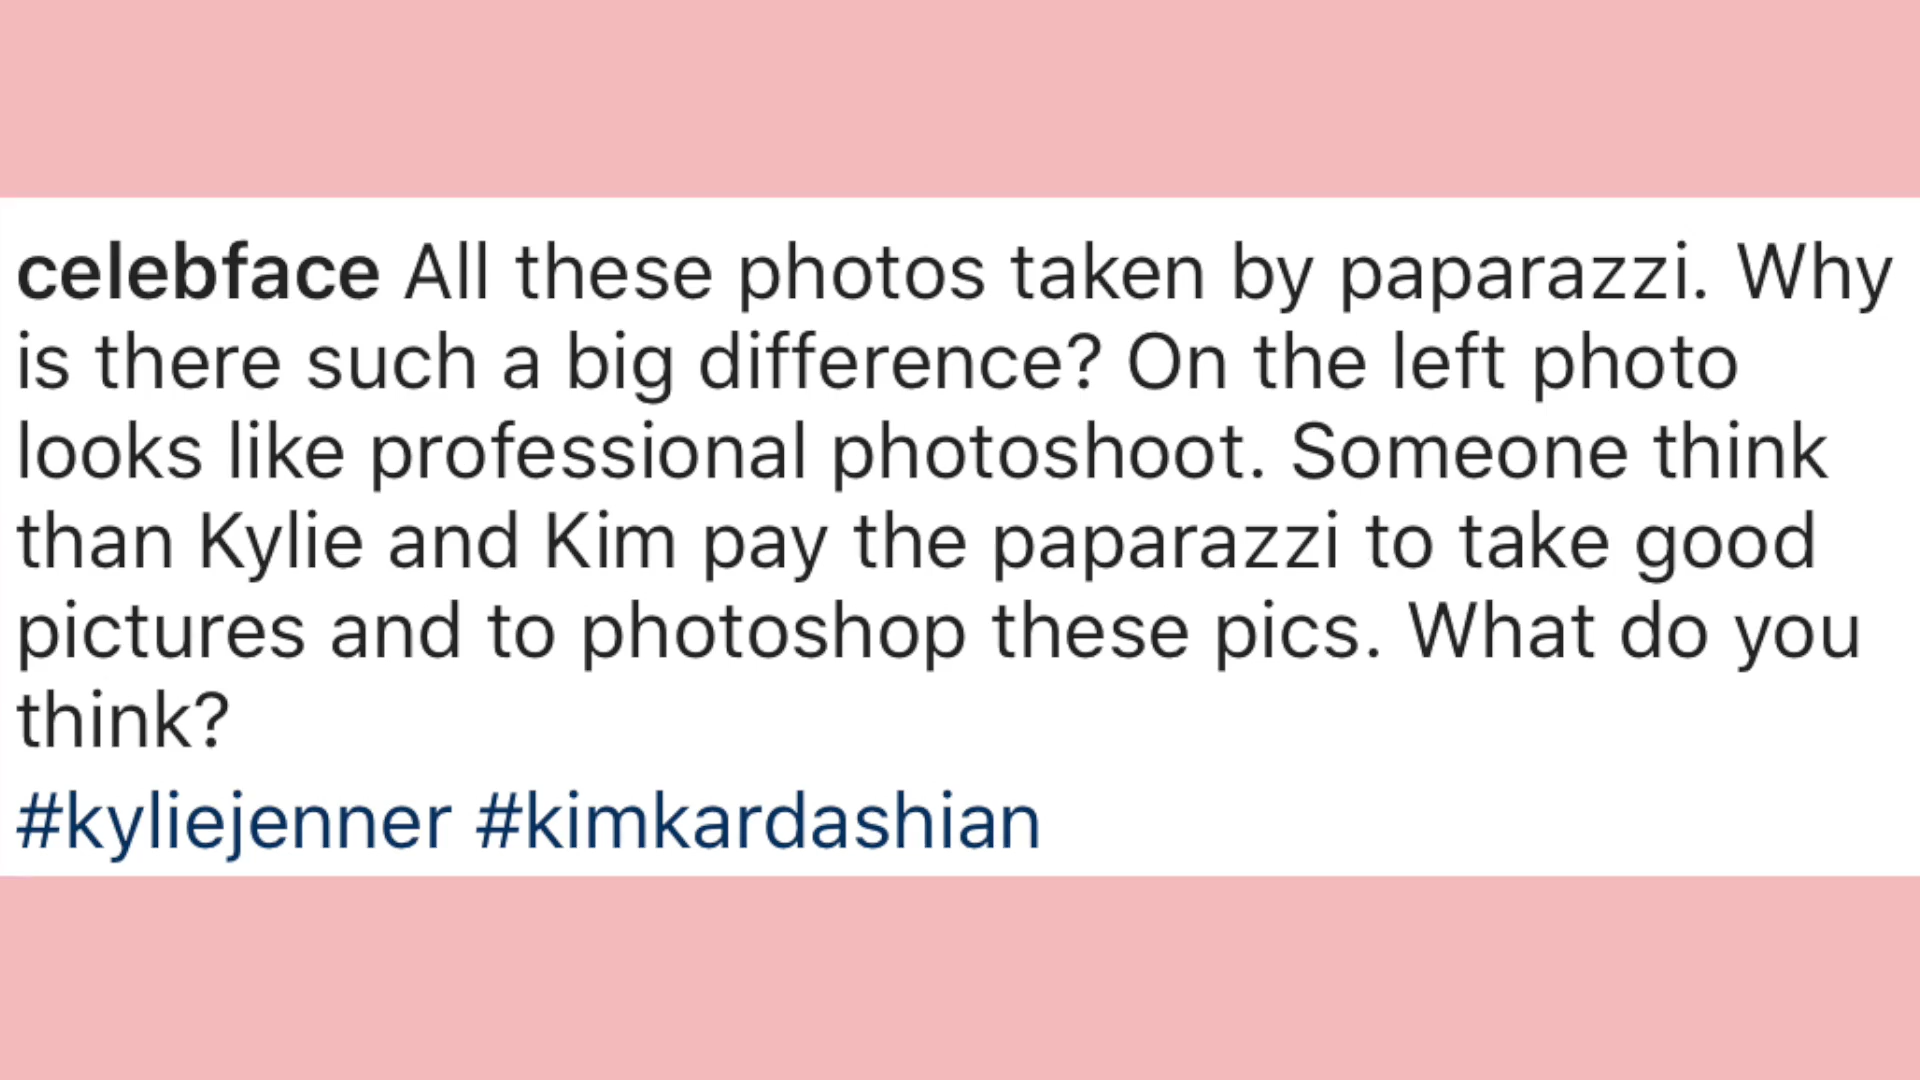 celebface All these photos taken by paparazzi. Why
is there such a big difference? On the left photo
looks like professional photoshoot. Someone think
than Kylie and Kim pay the paparazzi to take good
pictures and to photoshop these pics. What do you
think?
#kyliejenner #kimkardashian